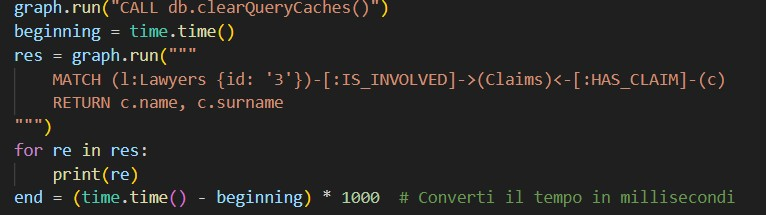 graph.run("CALL db.clearQueryCaches()")
beginning = time.time()
res = graph.run("""
    MATCH (l:Lawyers {id: '3'})-[:IS_INVOLVED]->(Claims)<-[:HAS_CLAIM]-(c)
    RETURN c.name, c.surname
""")
for re in res:
    print(re)
end = (time.time() - beginning) * 1000  # Converti il tempo in millisecondi